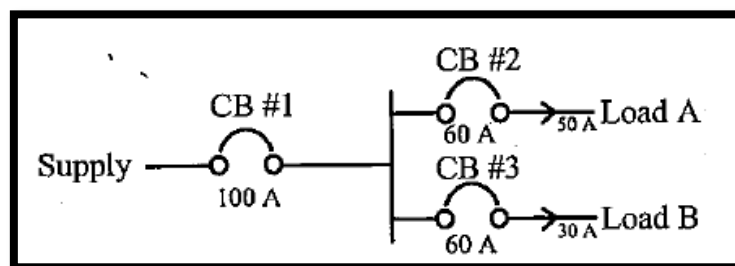 CB #2
CB #1
60 A
50 A
Load A
Supply
100 A
CB #3
60 A
30 A
Load B